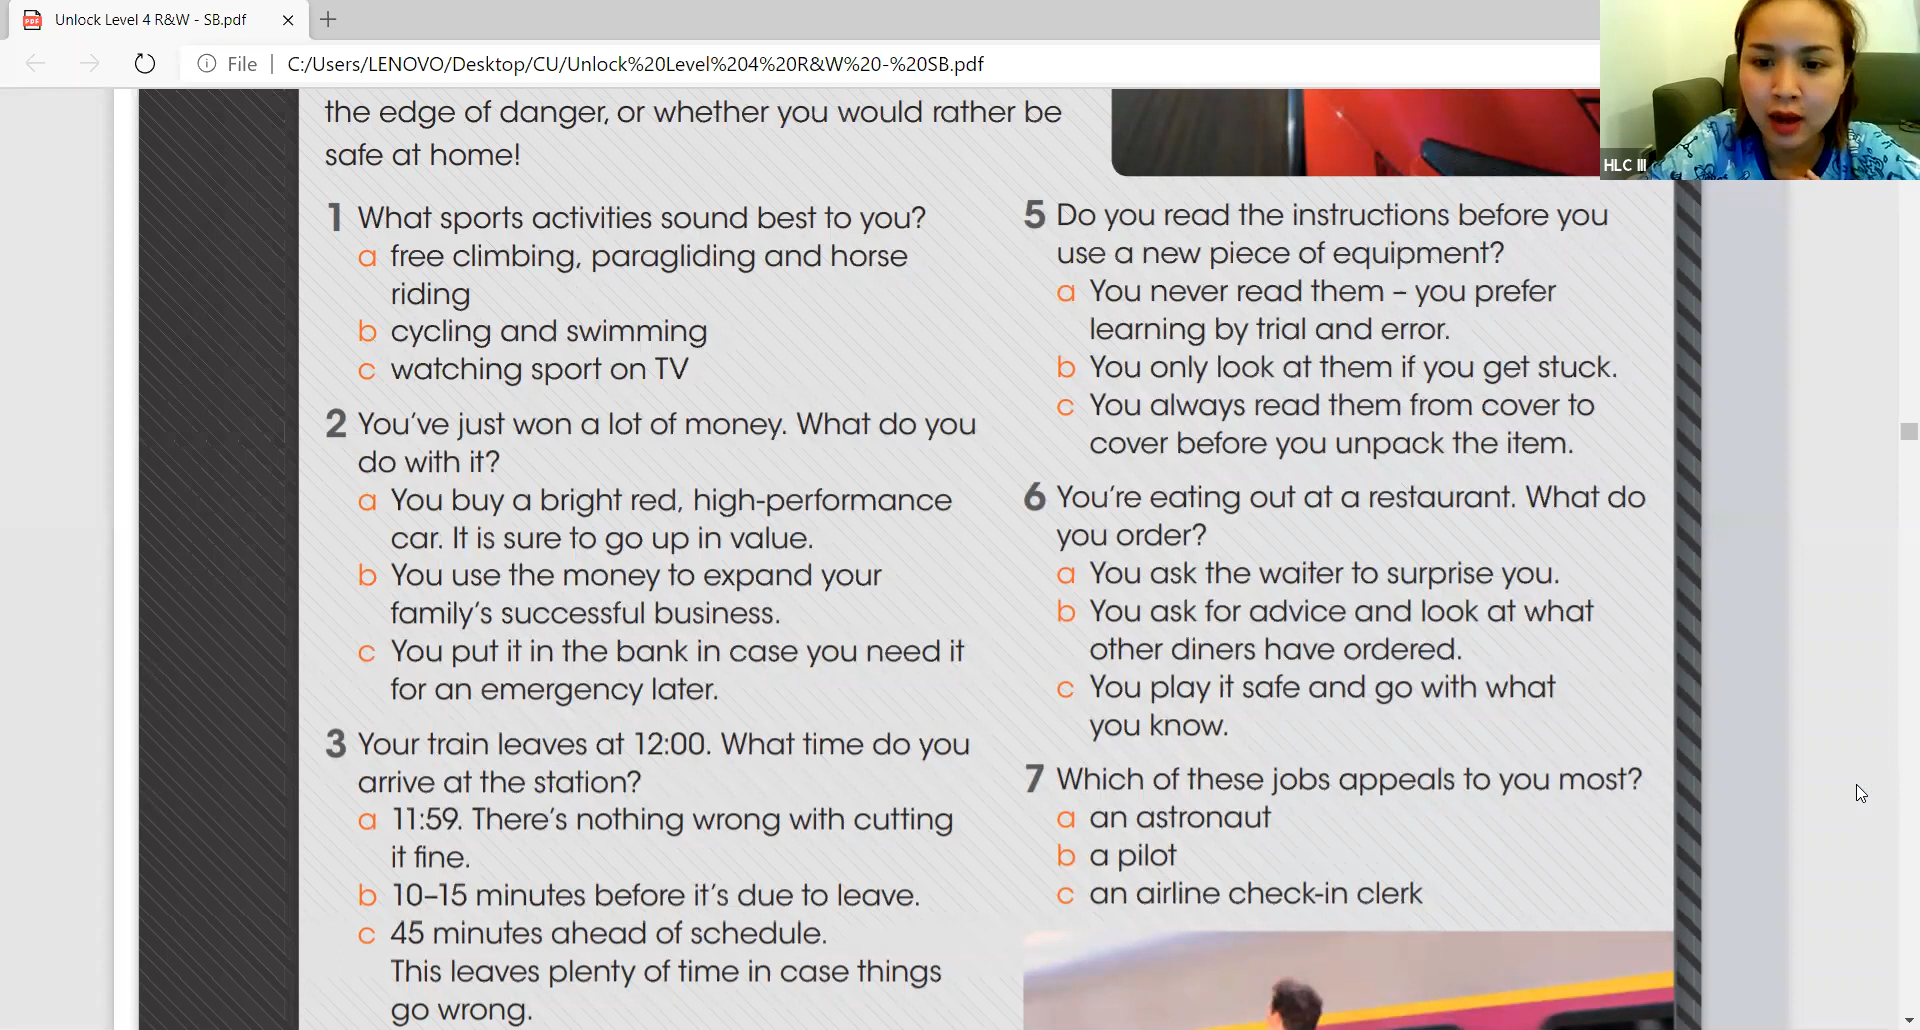 Unlock Level 4 R&W - SB.pdf
File
C:/Users/LENOVO/Desktop/CU/Unlock%20Level%204%20R&W%20-%20SB.pdf
HLC III
the edge of danger, or whether you would rather be
safe at home!
1 What sports activities sound best to you?
a free climbing, paragliding and horse
riding
b cycling and swimming
c watching sport on TV
2 You've just won a lot of money. What do you
do with it?
a You buy a bright red, high-performance
car. It is sure to go up in value.
b You use the money to expand your
family's successful business.
c You put it in the bank in case you need it
for an emergency later.
3 Your train leaves at 12:00. What time do you
arrive at the station?
a 11:59. There's nothing wrong with cutting
it fine.
b 10–15 minutes before it's due to leave.
c 45 minutes ahead of schedule.
This leaves plenty of time in case things
go wrong.
5 Do you read the instructions before you
use a new piece of equipment?
a You never read them – you prefer
learning by trial and error.
b You only look at them if you get stuck.
c You always read them from cover to
cover before you unpack the item.
6 You're eating out at a restaurant. What do
you order?
a You ask the waiter to surprise you.
b You ask for advice and look at what
other diners have ordered.
c You play it safe and go with what
you know.
7 Which of these jobs appeals to you most?
a an astronaut
b a pilot
c an airline check-in clerk